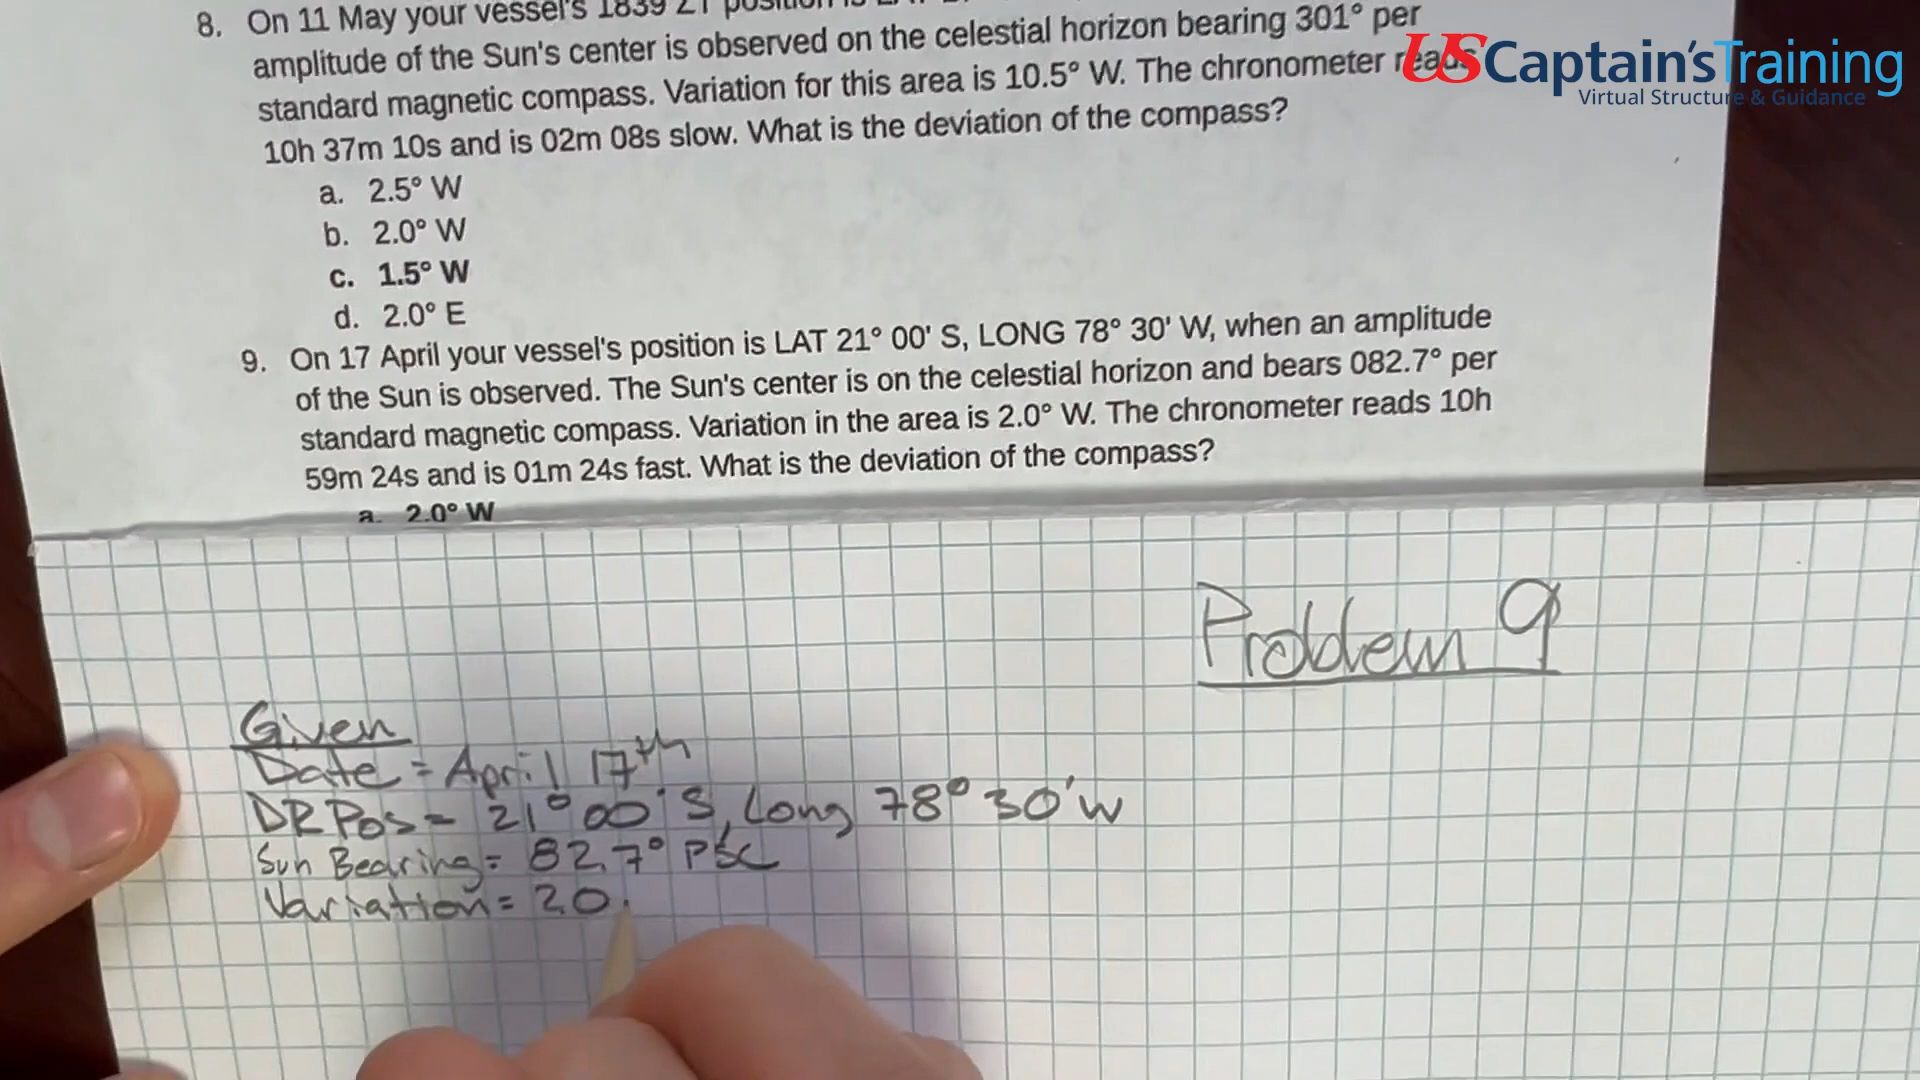 8. On 11 May your vessel's 1839 ZT position is
amplitude of the Sun's center is observed on the celestial horizon bearing 301° per
standard magnetic compass. Variation for this area is 10.5° W. The chronometer reads
10h 37m 10s and is 02m 08s slow. What is the deviation of the compass?
a. 2.5° W
b. 2.0° W
c. 1.5° W
d. 2.0° E
9. On 17 April your vessel's position is LAT 21° 00' S, LONG 78° 30' W, when an amplitude
of the Sun is observed. The Sun's center is on the celestial horizon and bears 082.7° per
standard magnetic compass. Variation in the area is 2.0° W. The chronometer reads 10h
59m 24s and is 01m 24s fast. What is the deviation of the compass?
a. 2.0° W
USCaptain'sTraining
Virtual Structure & Guidance
Problem 9
Given
Date = April 17th
DR Pos = 21° 00' S, Long 78° 30' W
Sun Bearing = 82.7° PSC
Variation = 2.0